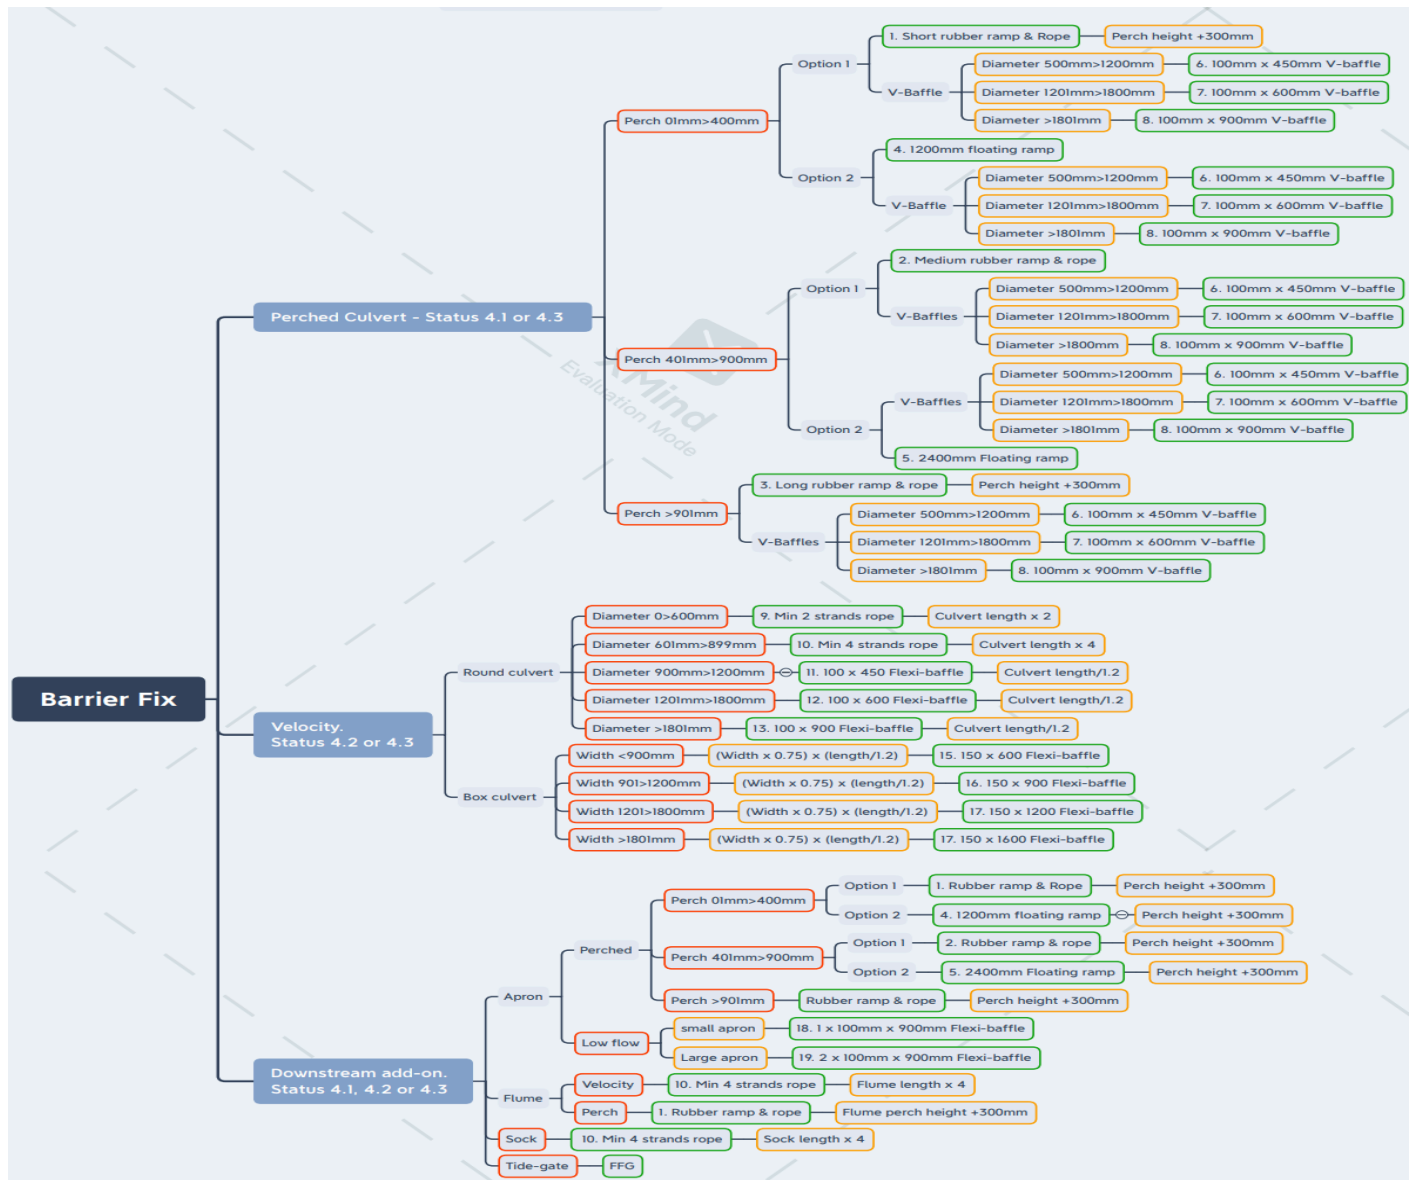 Barrier Fix
Perched Culvert - Status 4.1 or 4.3
Perch 01mm>400mm
Option 1
1. Short rubber ramp & Rope
Perch height +300mm
V-Baffle
Diameter 500mm>1200mm
6. 100mm x 450mm V-baffle
Diameter 1201mm>1800mm
7. 100mm x 600mm V-baffle
Diameter >1801mm
8. 100mm x 900mm V-baffle
Option 2
4. 1200mm floating ramp
V-Baffle
Diameter 500mm>1200mm
6. 100mm x 450mm V-baffle
Diameter 1201mm>1800mm
7. 100mm x 600mm V-baffle
Diameter >1801mm
8. 100mm x 900mm V-baffle
Perch 401mm>900mm
Option 1
2. Medium rubber ramp & rope
V-Baffles
Diameter 500mm>1200mm
6. 100mm x 450mm V-baffle
Diameter 1201mm>1800mm
7. 100mm x 600mm V-baffle
Diameter >1800mm
8. 100mm x 900mm V-baffle
Option 2
V-Baffles
Diameter 500mm>1200mm
6. 100mm x 450mm V-baffle
Diameter 1201mm>1800mm
7. 100mm x 600mm V-baffle
Diameter >1801mm
8. 100mm x 900mm V-baffle
5. 2400mm Floating ramp
Perch >901mm
3. Long rubber ramp & rope
Perch height +300mm
V-Baffles
Diameter 500mm>1200mm
6. 100mm x 450mm V-baffle
Diameter 1201mm>1800mm
7. 100mm x 600mm V-baffle
Diameter >1801mm
8. 100mm x 900mm V-baffle
XMind
Evaluation Mode
Velocity.
Status 4.2 or 4.3
Round culvert
Diameter 0>600mm
9. Min 2 strands rope
Culvert length x 2
Diameter 601mm>899mm
10. Min 4 strands rope
Culvert length x 4
Diameter 900mm>1200mm
11. 100 x 450 Flexi-baffle
Culvert length/1.2
Diameter 1201mm>1800mm
12. 100 x 600 Flexi-baffle
Culvert length/1.2
Diameter >1801mm
13. 100 x 900 Flexi-baffle
Culvert length/1.2
Box culvert
Width <900mm
(Width x 0.75) x (length/1.2)
15. 150 x 600 Flexi-baffle
Width 901>1200mm
(Width x 0.75) x (length/1.2)
16. 150 x 900 Flexi-baffle
Width 1201>1800mm
(Width x 0.75) x (length/1.2)
17. 150 x 1200 Flexi-baffle
Width >1801mm
(Width x 0.75) x (length/1.2)
17. 150 x 1600 Flexi-baffle
Downstream add-on.
Status 4.1, 4.2 or 4.3
Apron
Perched
Perch 01mm>400mm
Option 1
1. Rubber ramp & Rope
Perch height +300mm
Option 2
4. 1200mm floating ramp
Perch height +300mm
Perch 401mm>900mm
Option 1
2. Rubber ramp & rope
Perch height +300mm
Option 2
5. 2400mm Floating ramp
Perch height +300mm
Perch >901mm
Rubber ramp & rope
Perch height +300mm
Low flow
small apron
18. 1 x 100mm x 900mm Flexi-baffle
Large apron
19. 2 x 100mm x 900mm Flexi-baffle
Flume
Velocity
10. Min 4 strands rope
Flume length x 4
Perch
1. Rubber ramp & rope
Flume perch height +300mm
Sock
10. Min 4 strands rope
Sock length x 4
Tide-gate
FFG